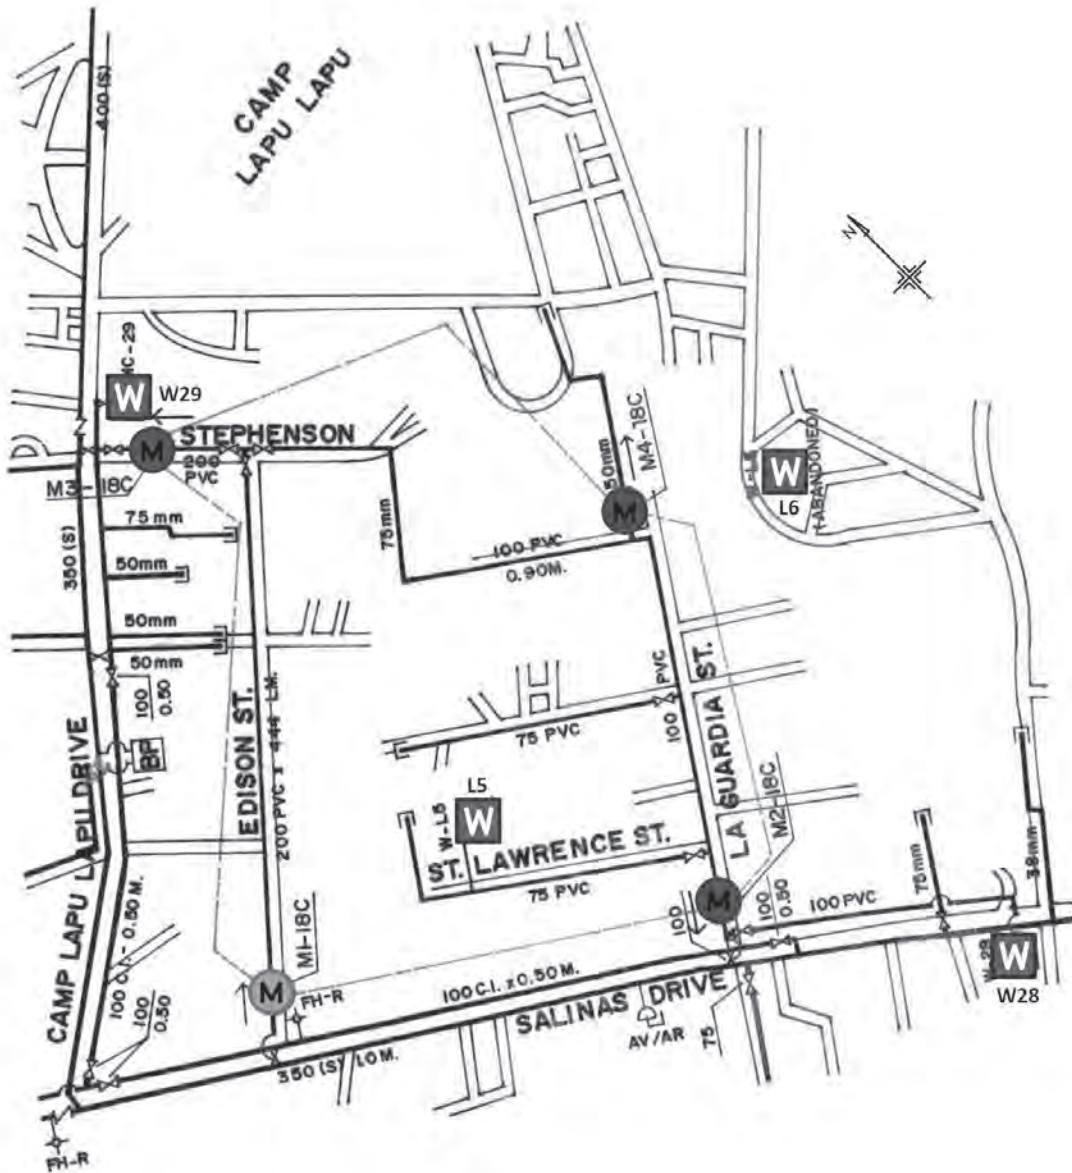 400 (S)
CAMP
LAPU LAPU
N
W
W29
M
STEPHENSON
200
PVC
M3-18C
75 mm
350 (S)
50mm
50mm
50mm
100
0.50
BP
CAMP LAPU LAPU DRIVE
EDISON ST.
200 PVC x 444 L.M.
75mm
100 PVC
0.90M.
50mm
M4-18C
M
W
L6
(ABANDONED)
PVC
100
LA GUARDIA ST.
75 PVC
L5
W-L5
W
ST. LAWRENCE ST.
75 PVC
M2-18C
M
100
100
0.50
100 PVC
75mm
38mm
W
W28
M1-18C
M
FH-R
100 C.I. - 0.50 M.
100
0.50
100 C.I. x 0.50 M.
SALINAS DRIVE
AV/AR
75
350 (S) 1.0 M.
FH-R